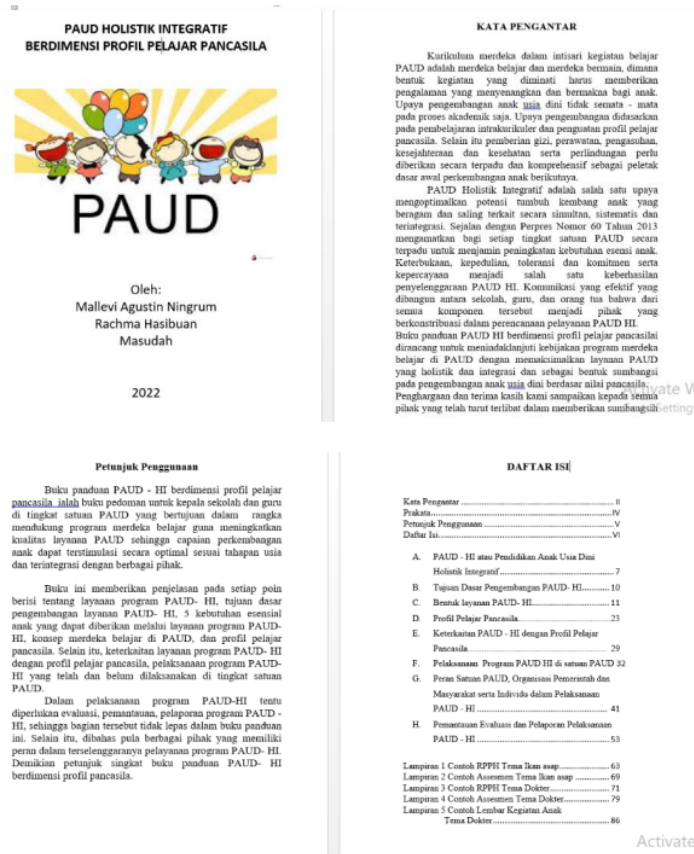 PAUD HOLISTIK INTEGRATIF
BERDIMENSI PROFIL PELAJAR PANCASILA
PAUD
Oleh:
Mallevi Agustin Ningrum
Rachma Hasibuan
Masudah
2022
KATA PENGANTAR
Kurikulum merdeka dalam intisari kegiatan belajar
PAUD adalah merdeka belajar dan merdeka bermain, dimana
bentuk kegiatan yang diminati harus memberikan
pengalaman yang menyenangkan dan bermakna bagi anak.
Upaya pengembangan anak usia dini tidak semata - mata
pada proses akademik saja. Upaya pengembangan didasarkan
pada pembelajaran intrakurikuler dan penguatan profil pelajar
pancasila. Selain itu pemberian gizi, perawatan, pengasuhan,
kesejahteraan dan kesehatan serta perlindungan perlu
diberikan secara terpadu dan komprehensif sebagai peletak
dasar awal perkembangan anak berikutnya.
PAUD Holistik Integratif adalah salah satu upaya
mengoptimalkan potensi tumbuh kembang anak yang
beragam dan saling terkait secara simultan, sistematis dan
terintegrasi. Sejalan dengan Perpres Nomor 60 Tahun 2013
mengamatkan bagi setiap tingkat satuan PAUD secara
terpadu untuk menjamin peningkatan kebutuhan esensi anak.
Keterbukaan, kepedulian, toleransi dan komitmen serta
kepercayaan menjadi salah satu keberhasilan
penyelenggaraan PAUD HI. Komunikasi yang efektif yang
dibangun antara sekolah, guru, dan orang tua bahwa dari
semua komponen tersebut menjadi pihak yang
berkonstribuasi dalam perencanaan pelayanan PAUD HI.
Buku panduan PAUD HI berdimensi profil pelajar pancasilai
dirancang untuk menindaklanjuti kebijakan program merdeka
belajar di PAUD dengan memaksimalkan layanan PAUD
yang holistik dan integrasi dan sebagai bentuk sumbangsi
pada pengembangan anak usia dini berdasar nilai pancasila.
Penghargaan dan terima kasih kami sampaikan kepada semua
pihak yang telah turut terlibat dalam memberikan sumbangsih
Activate W
Setting
Petunjuk Penggunaan
Buku panduan PAUD - HI berdimensi profil pelajar
pancasila ialah buku pedoman untuk kepala sekolah dan guru
di tingkat satuan PAUD yang bertujuan dalam rangka
mendukung program merdeka belajar guna meningkatkan
kualitas layanan PAUD sehingga capaian perkembangan
anak dapat terstimulasi secara optimal sesuai tahapan usia
dan terintegrasi dengan berbagai pihak.
Buku ini memberikan penjelasan pada setiap poin
berisi tentang layanan program PAUD- HI, tujuan dasar
pengembangan layanan PAUD- HI, 5 kebutuhan esensial
anak yang dapat diberikan melalui layanan program PAUD-
HI, konsep merdeka belajar di PAUD, dan profil pelajar
pancasila. Selain itu, keterkaitan layanan program PAUD- HI
dengan profil pelajar pancasila, pelaksanaan program PAUD-
HI yang telah dan belum dilaksanakan di tingkat satuan
PAUD.
Dalam pelaksanaan program PAUD-HI tentu
diperlukan evaluasi, pemantauan, pelaporan program PAUD -
HI, sehingga bagian tersebut tidak lepas dalam buku panduan
ini. Selain itu, dibahas pula berbagai pihak yang memiliki
peran dalam terselenggaranya pelayanan program PAUD- HI.
Demikian petunjuk singkat buku panduan PAUD- HI
berdimensi profil pancasila.
DAFTAR ISI
Kata Pengantar II
Prakata IV
Petunjuk Penggunaan V
Daftar Isi VI
A. PAUD - HI atau Pendidikan Anak Usia Dini
Holistik Integratif 7
B. Tujuan Dasar Pengembangan PAUD- HI 10
C. Bentuk layanan PAUD- HI 11
D. Profil Pelajar Pancasila 23
E. Keterkaitan PAUD - HI dengan Profil Pelajar
Pancasila 29
F. Pelaksanaan Program PAUD HI di satuan PAUD 32
G. Peran Satuan PAUD, Organisasi Pemerintah dan
Masyarakat serta Individu dalam Pelaksanaan
PAUD - HI 41
H. Pemantauan Evaluasi dan Pelaporan Pelaksanaan
PAUD - HI 53
Lampiran 1 Contoh RPPH Tema Ikan asap 63
Lampiran 2 Contoh Assesmen Tema Ikan asap 69
Lampiran 3 Contoh RPPH Tema Dokter 71
Lampiran 4 Contoh Assesmen Tema Dokter 79
Lampiran 5 Contoh Lembar Kegiatan Anak
Tema Dokter 86
Activate